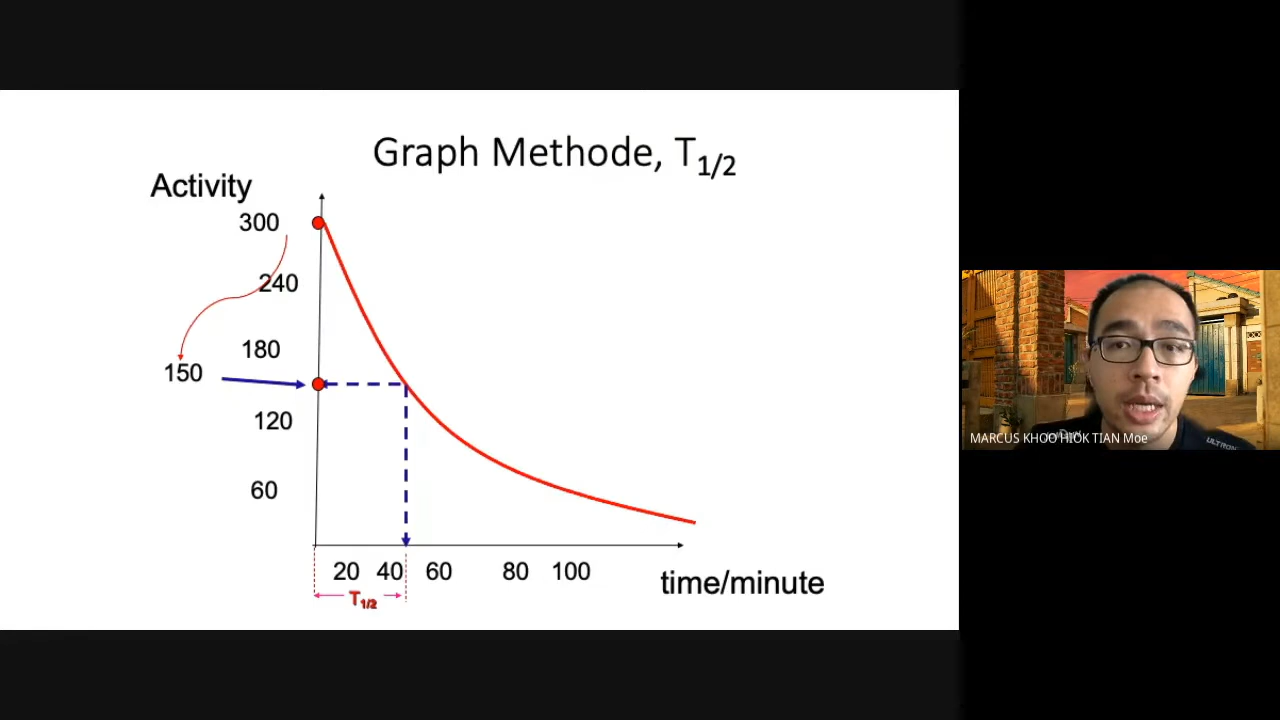 Graph Methode, T1/2
Activity
300
240
180
150
120
60
20 40 60 80 100
time/minute
T1/2
MARCUS KHOO HIOK TIAN Moe
ULTRON